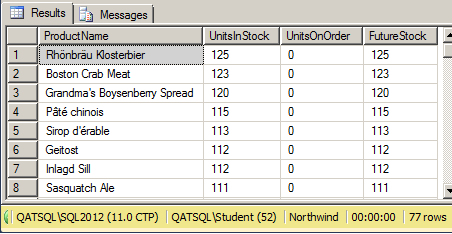 Results Messages
ProductName UnitsInStock UnitsOnOrder FutureStock
1 Rhönbräu Klosterbier 125 0 125
2 Boston Crab Meat 123 0 123
3 Grandma's Boysenberry Spread 120 0 120
4 Pâté chinois 115 0 115
5 Sirop d'érable 113 0 113
6 Geitost 112 0 112
7 Inlagd Sill 112 0 112
8 Sasquatch Ale 111 0 111
QATSQL\SQL2012 (11.0 CTP) QATSQL\Student (52) Northwind 00:00:00 77 rows